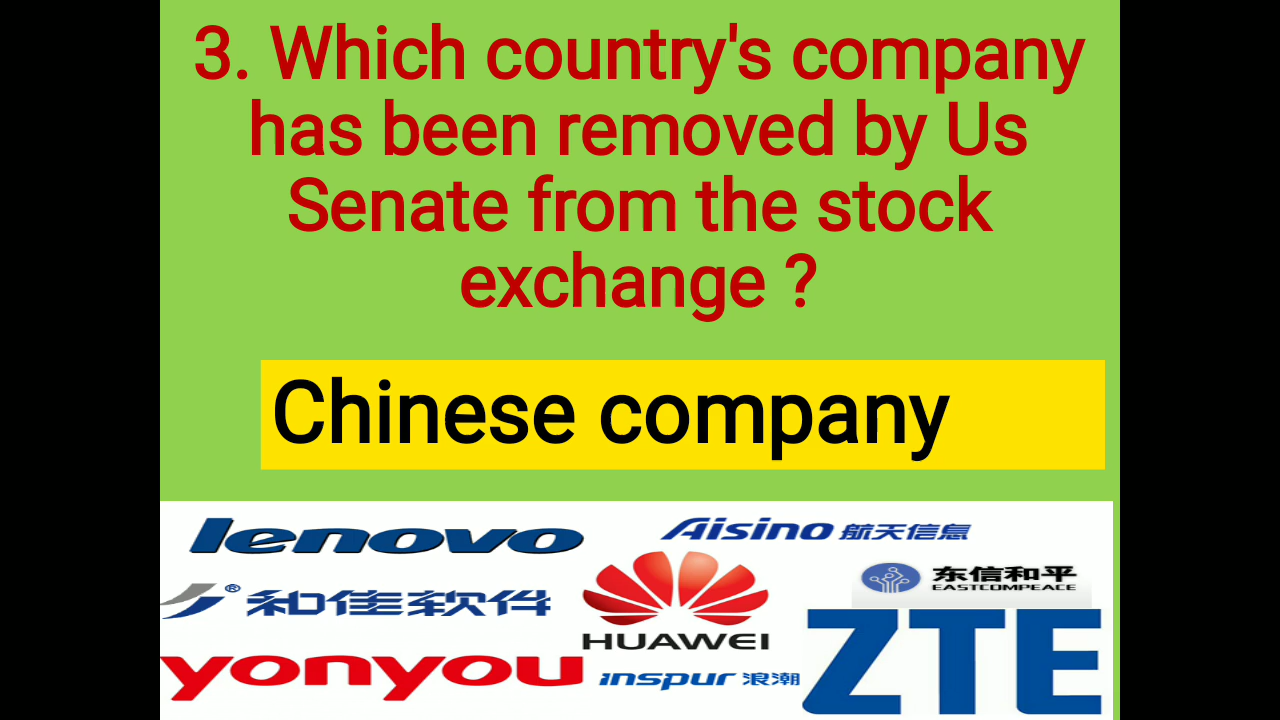 3. Which country's company
has been removed by Us
Senate from the stock
exchange ?
Chinese company
lenovo
Aisino 航天信息
® 和佳软件
HUAWEI
东信和平
EASTCOMPEACE
ZTE
yonyou
inspur 浪潮